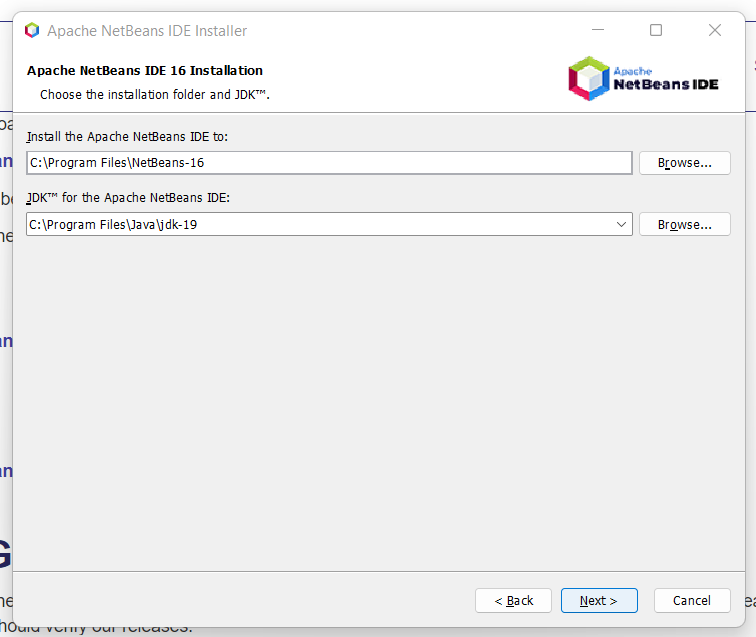 Apache NetBeans IDE Installer
Apache NetBeans IDE 16 Installation
Choose the installation folder and JDK™.
Apache
NetBeans IDE
Install the Apache NetBeans IDE to:
C:\Program Files\NetBeans-16
Browse...
JDK™ for the Apache NetBeans IDE:
C:\Program Files\Java\jdk-19
Browse...
< Back
Next >
Cancel
should verify our releases.